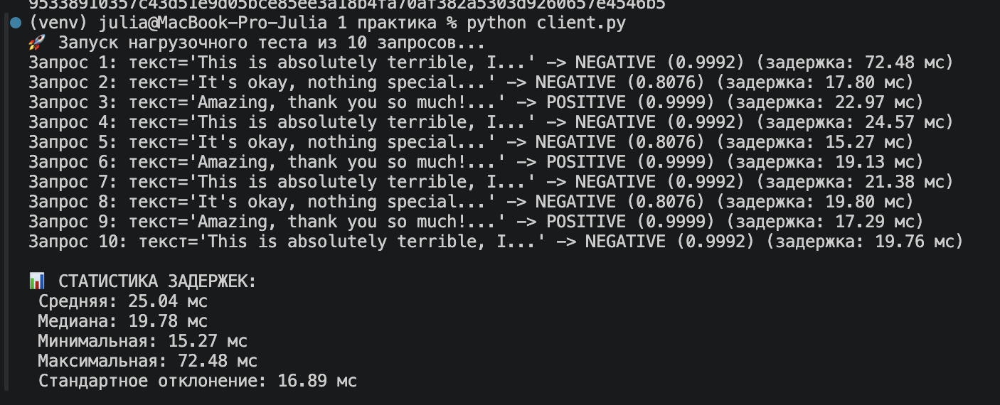 95338910357c43d51e9d05bce85ee3a18b4fa70af382a5303d9260657e4546b5
(venv) julia@MacBook-Pro-Julia 1 практика % python client.py
🚀 Запуск нагрузочного теста из 10 запросов...
Запрос 1: текст='This is absolutely terrible, I...' -> NEGATIVE (0.9992) (задержка: 72.48 мс)
Запрос 2: текст='It's okay, nothing special...' -> NEGATIVE (0.8076) (задержка: 17.80 мс)
Запрос 3: текст='Amazing, thank you so much!...' -> POSITIVE (0.9999) (задержка: 22.97 мс)
Запрос 4: текст='This is absolutely terrible, I...' -> NEGATIVE (0.9992) (задержка: 24.57 мс)
Запрос 5: текст='It's okay, nothing special...' -> NEGATIVE (0.8076) (задержка: 15.27 мс)
Запрос 6: текст='Amazing, thank you so much!...' -> POSITIVE (0.9999) (задержка: 19.13 мс)
Запрос 7: текст='This is absolutely terrible, I...' -> NEGATIVE (0.9992) (задержка: 21.38 мс)
Запрос 8: текст='It's okay, nothing special...' -> NEGATIVE (0.8076) (задержка: 19.80 мс)
Запрос 9: текст='Amazing, thank you so much!...' -> POSITIVE (0.9999) (задержка: 17.29 мс)
Запрос 10: текст='This is absolutely terrible, I...' -> NEGATIVE (0.9992) (задержка: 19.76 мс)
📊 СТАТИСТИКА ЗАДЕРЖЕК:
Средняя: 25.04 мс
Медиана: 19.78 мс
Минимальная: 15.27 мс
Максимальная: 72.48 мс
Стандартное отклонение: 16.89 мс